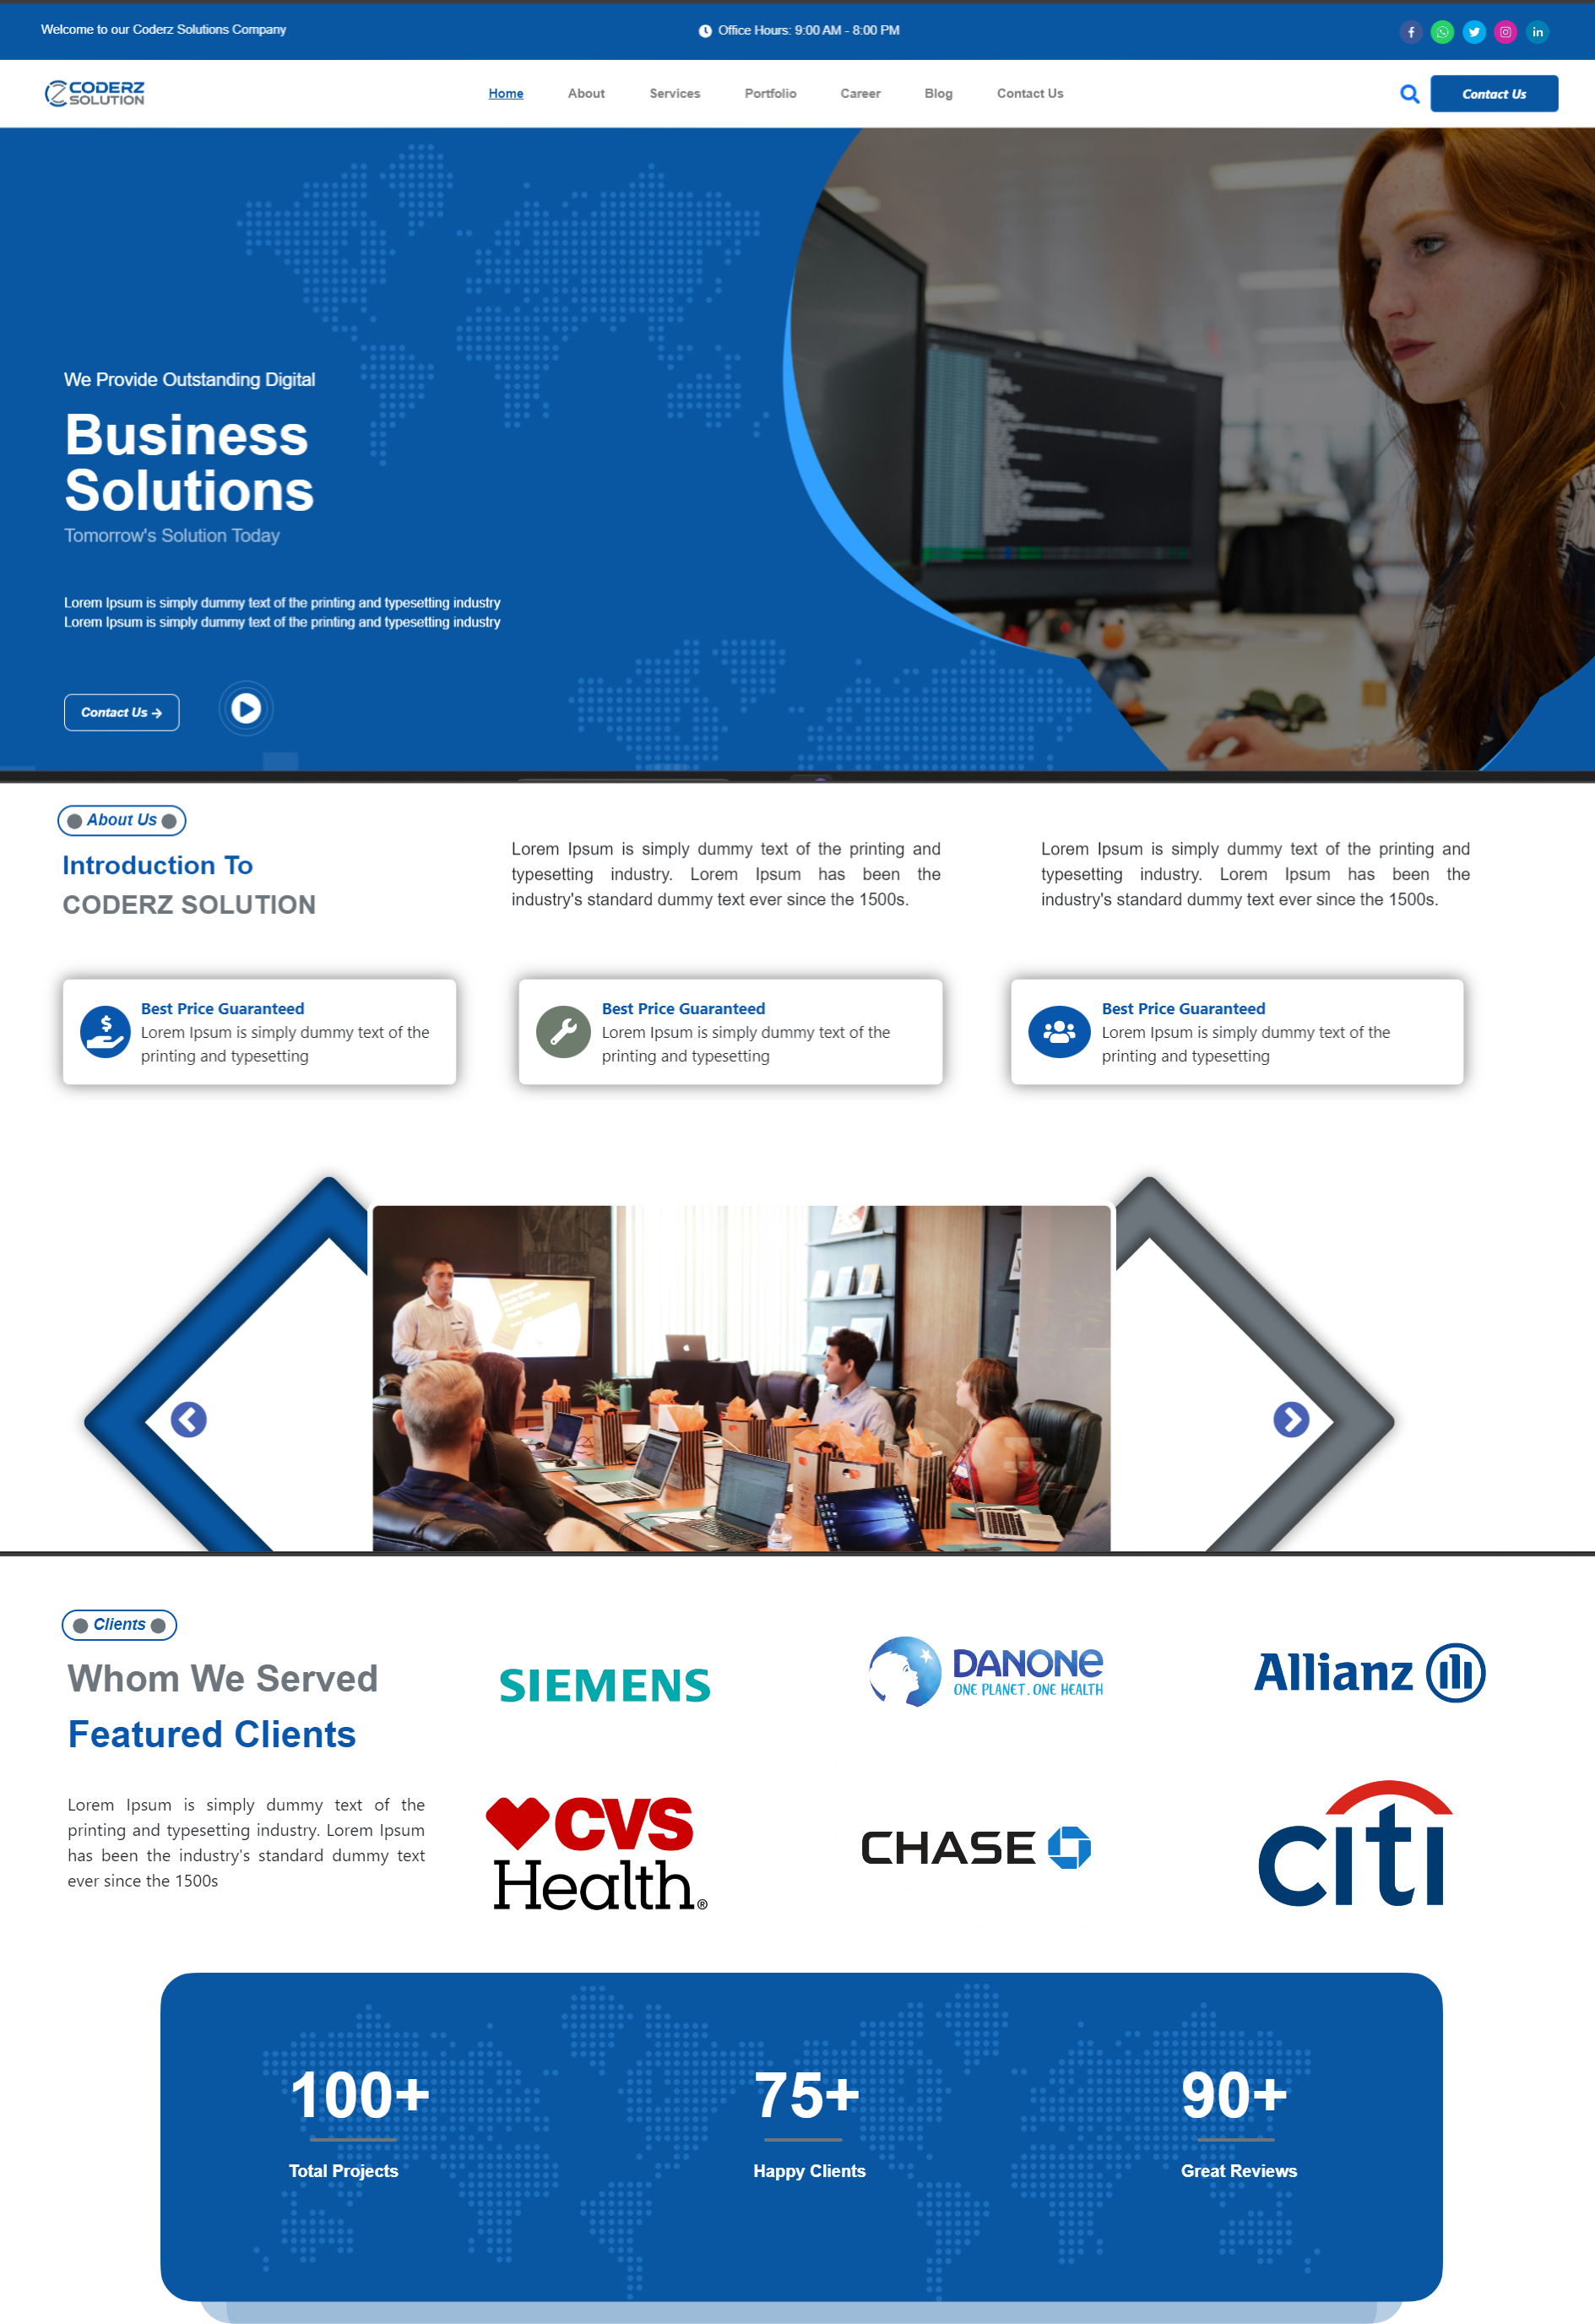 Welcome to our Coderz Solutions Company
Office Hours: 9:00 AM - 8:00 PM
CODERZ
SOLUTION
Home
About
Services
Portfolio
Career
Blog
Contact Us
Contact Us
We Provide Outstanding Digital
Business
Solutions
Tomorrow's Solution Today
Lorem Ipsum is simply dummy text of the printing and typesetting industry
Lorem Ipsum is simply dummy text of the printing and typesetting industry
Contact Us →
About Us
Introduction To
CODERZ SOLUTION
Lorem Ipsum is simply dummy text of the printing and
typesetting industry. Lorem Ipsum has been the
industry's standard dummy text ever since the 1500s.
Lorem Ipsum is simply dummy text of the printing and
typesetting industry. Lorem Ipsum has been the
industry's standard dummy text ever since the 1500s.
Best Price Guaranteed
Lorem Ipsum is simply dummy text of the
printing and typesetting
Best Price Guaranteed
Lorem Ipsum is simply dummy text of the
printing and typesetting
Best Price Guaranteed
Lorem Ipsum is simply dummy text of the
printing and typesetting
Clients
Whom We Served
Featured Clients
Lorem Ipsum is simply dummy text of the
printing and typesetting industry. Lorem Ipsum
has been the industry's standard dummy text
ever since the 1500s
SIEMENS
DANONE
ONE PLANET. ONE HEALTH
Allianz
CVS
Health®
CHASE
citi
100+
Total Projects
75+
Happy Clients
90+
Great Reviews